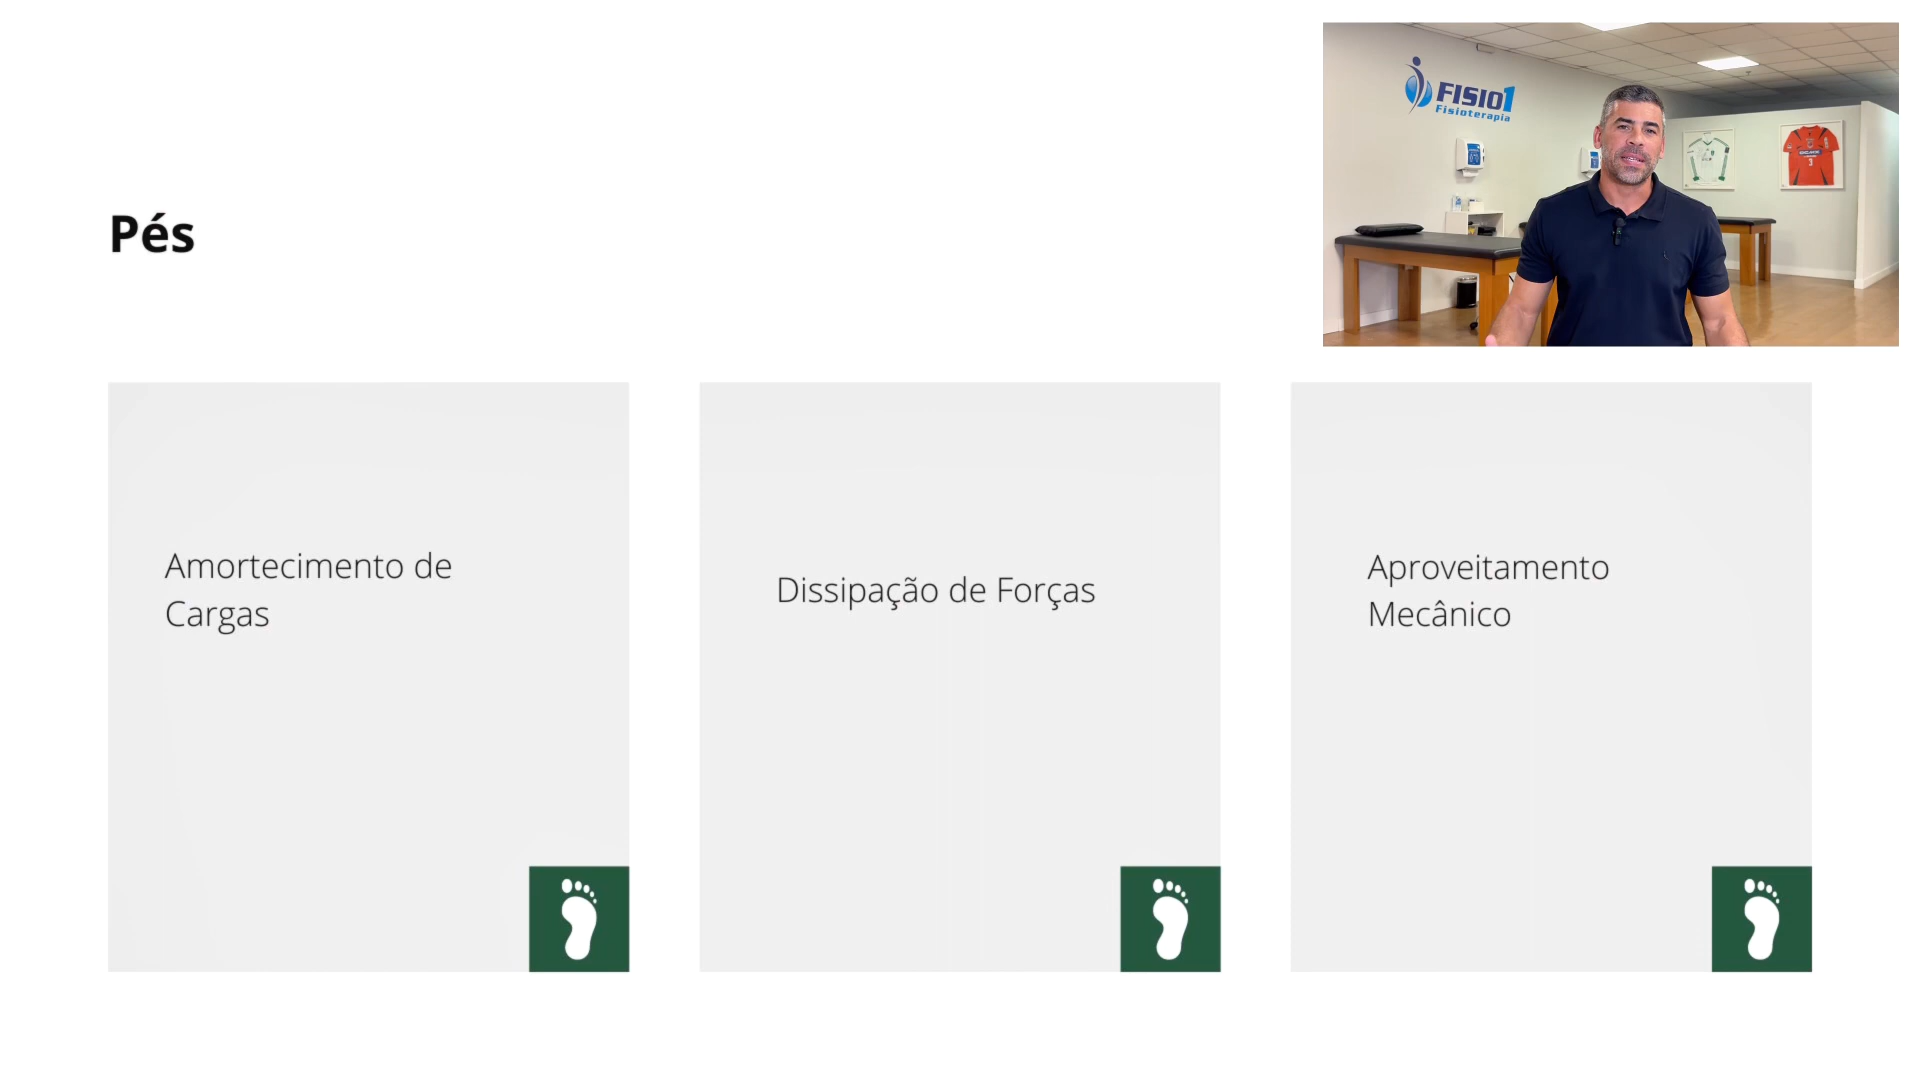 FISIO1
Fisioterapia
Pés
Amortecimento de
Cargas
Dissipação de Forças
Aproveitamento
Mecânico